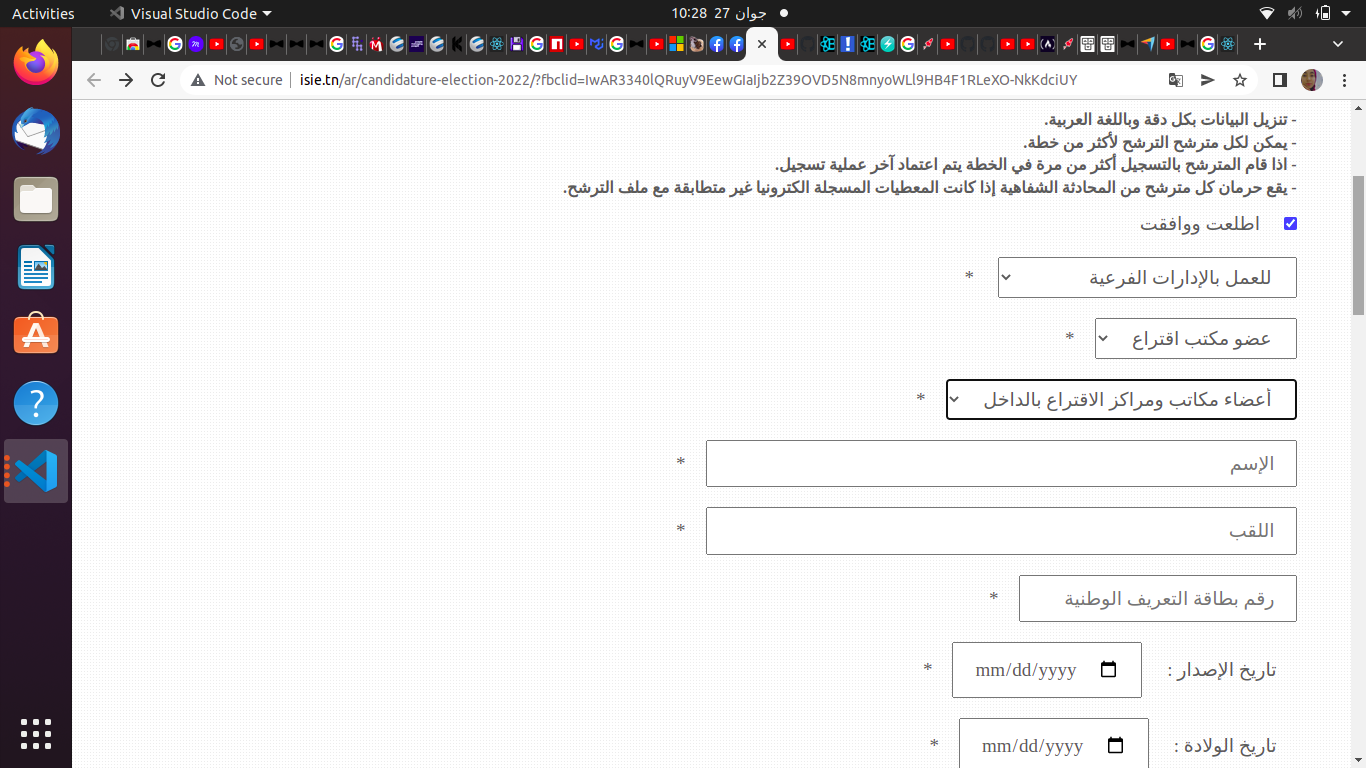 Activities
Visual Studio Code
10:28 27 جوان
Not secure
isie.tn/ar/candidature-election-2022/?fbclid=IwAR3340lQRuyV9EewGIaIjb2Z39OVD5N8mnyoWLl9HB4F1RLeXO-NkKdciUY
- تنزيل البيانات بكل دقة وباللغة العربية.
- يمكن لكل مترشح الترشح لأكثر من خطة.
- اذا قام المترشح بالتسجيل أكثر من مرة في الخطة يتم اعتماد آخر عملية تسجيل.
- يقع حرمان كل مترشح من المحادثة الشفاهية إذا كانت المعطيات المسجلة الكترونيا غير متطابقة مع ملف الترشح.
اطلعت ووافقت
للعمل بالإدارات الفرعية *
عضو مكتب اقتراع *
أعضاء مكاتب ومراكز الاقتراع بالداخل *
الإسم *
اللقب *
رقم بطاقة التعريف الوطنية *
تاريخ الإصدار : mm/dd/yyyy *
تاريخ الولادة : mm/dd/yyyy *